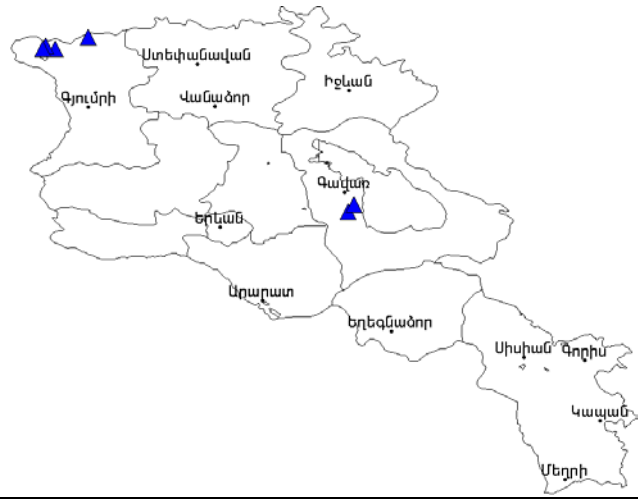 Ստեփանավան
Իջևան
Գյումրի
Վանաձոր
Գավառ
Երևան
Արարատ
Եղեգնաձոր
Սիսիան
Գորիս
Կապան
Մեղրի